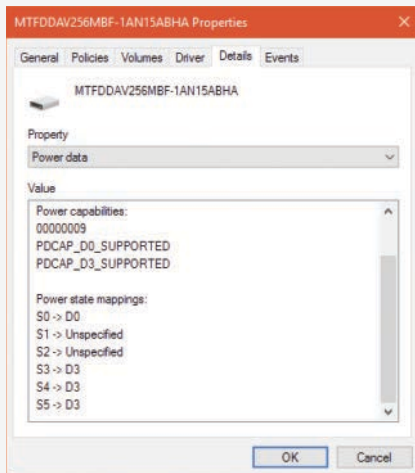 MTFDDAV256MBF-1AN15ABHA Properties
General Policies Volumes Driver Details Events
MTFDDAV256MBF-1AN15ABHA
Property
Power data
Value
Power capabilities:
00000009
PDCAP_D0_SUPPORTED
PDCAP_D3_SUPPORTED
Power state mappings:
S0 -> D0
S1 -> Unspecified
S2 -> Unspecified
S3 -> D3
S4 -> D3
S5 -> D3
OK Cancel